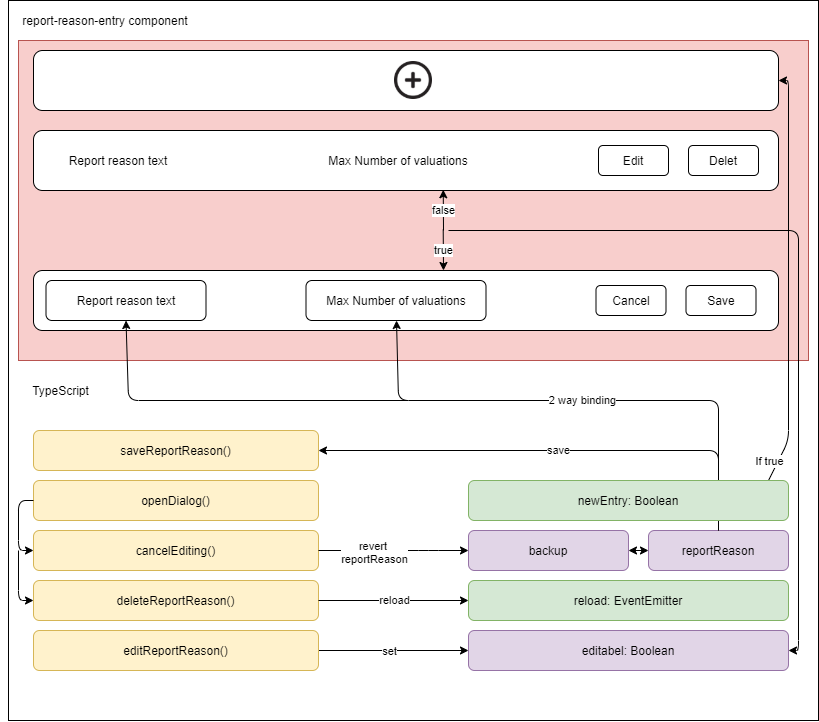 report-reason-entry component
Report reason text
Max Number of valuations
Edit
Delet
false
true
Report reason text
Max Number of valuations
Cancel
Save
TypeScript
2 way binding
saveReportReason()
save
If true
openDialog()
newEntry: Boolean
cancelEditing()
revert
reportReason
backup
reportReason
deleteReportReason()
reload
reload: EventEmitter
editReportReason()
set
editabel: Boolean